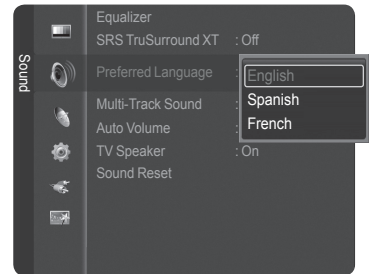 Sound
Equalizer
SRS TruSurround XT : Off
Preferred Language :
English
Spanish
French
Multi-Track Sound :
Auto Volume :
TV Speaker : On
Sound Reset